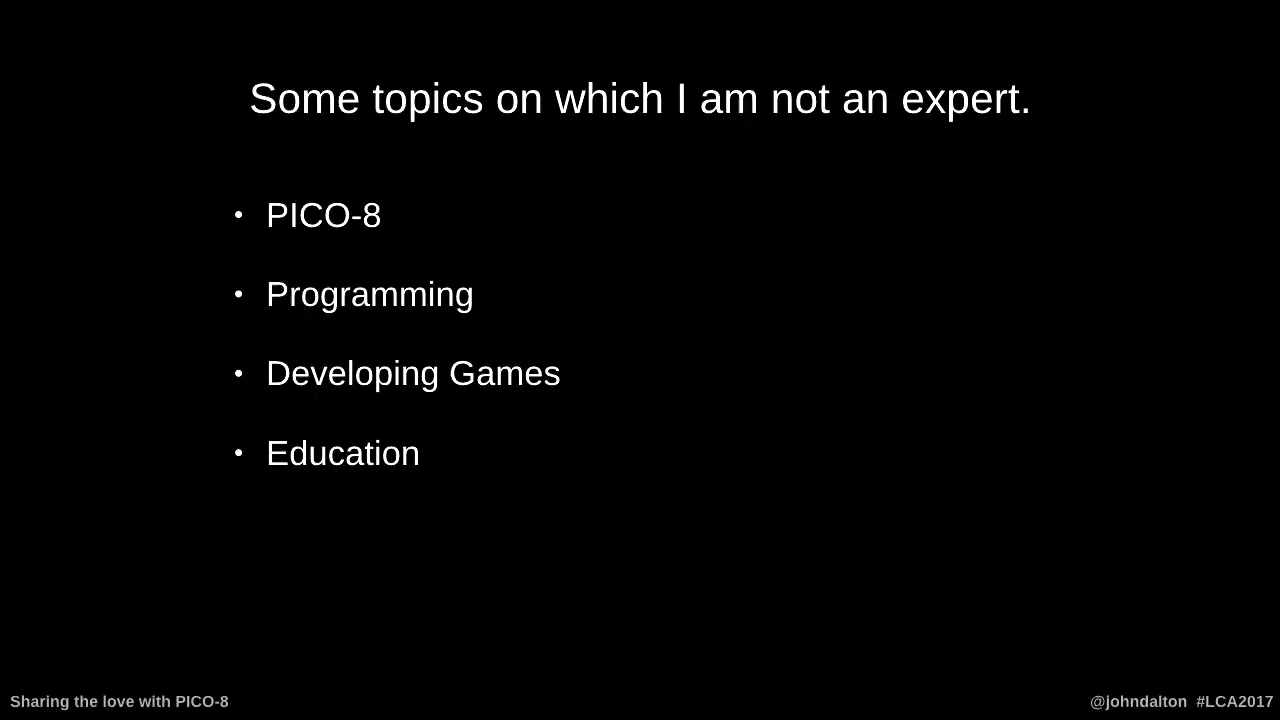 Some topics on which I am not an expert.
• PICO-8
• Programming
• Developing Games
• Education
Sharing the love with PICO-8
@johndalton #LCA2017